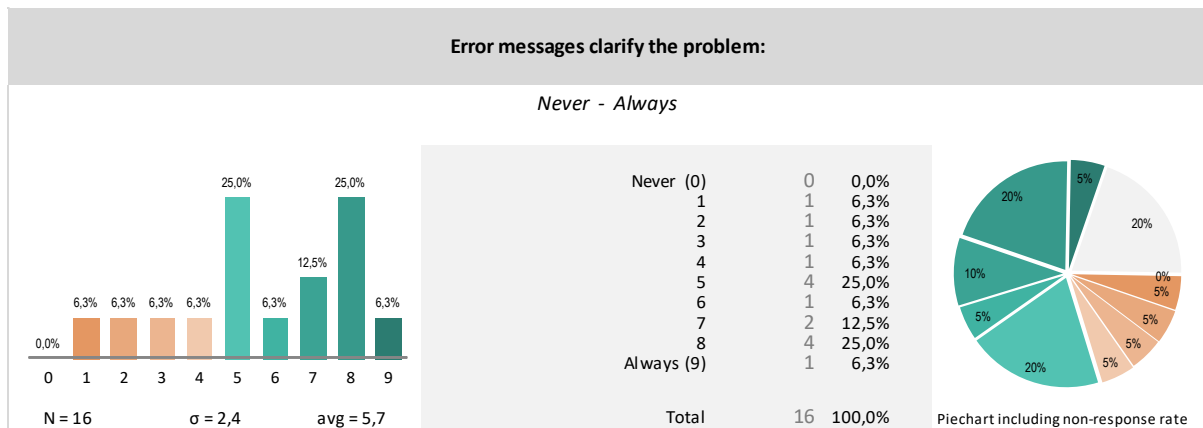 Error messages clarify the problem:
Never - Always
25,0% 25,0%
12,5%
6,3% 6,3% 6,3% 6,3% 6,3% 6,3%
0,0%
0 1 2 3 4 5 6 7 8 9
N = 16 σ = 2,4 avg = 5,7
Never (0) 0 0,0%
1 1 6,3%
2 1 6,3%
3 1 6,3%
4 1 6,3%
5 4 25,0%
6 1 6,3%
7 2 12,5%
8 4 25,0%
Always (9) 1 6,3%
Total 16 100,0%
5%
20%
20%
10%
0%
5%
5%
5%
5%
5%
20%
Piechart including non-response rate